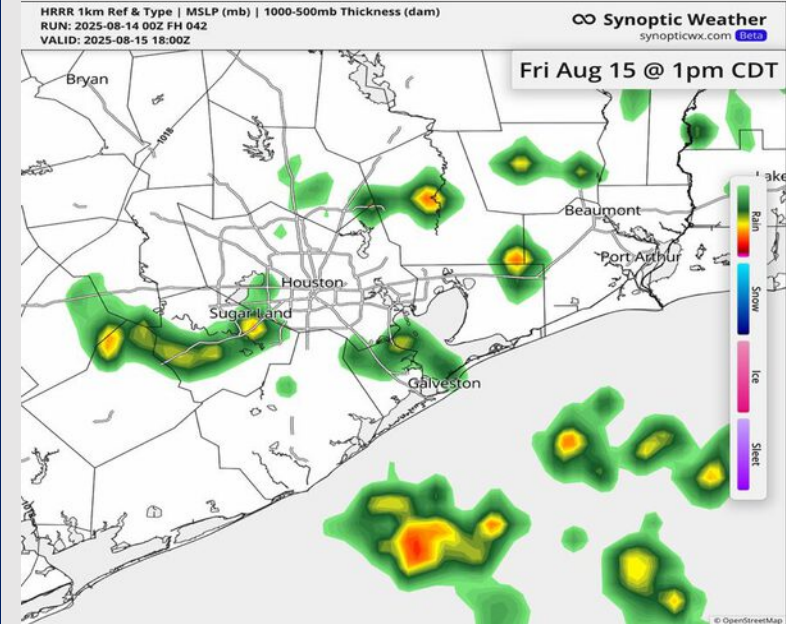 HRRR 1km Ref & Type | MSLP (mb) | 1000-500mb Thickness (dam)
RUN: 2025-08-14 00Z FH 042
VALID: 2025-08-15 18:00Z
Synoptic Weather
synopticwx.com Beta
Fri Aug 15 @ 1pm CDT
Bryan
1018
Lake
Rain
Beaumont
Port Arthur
Houston
Snow
Sugar Land
Ice
Galveston
Sleet
© OpenStreetMap